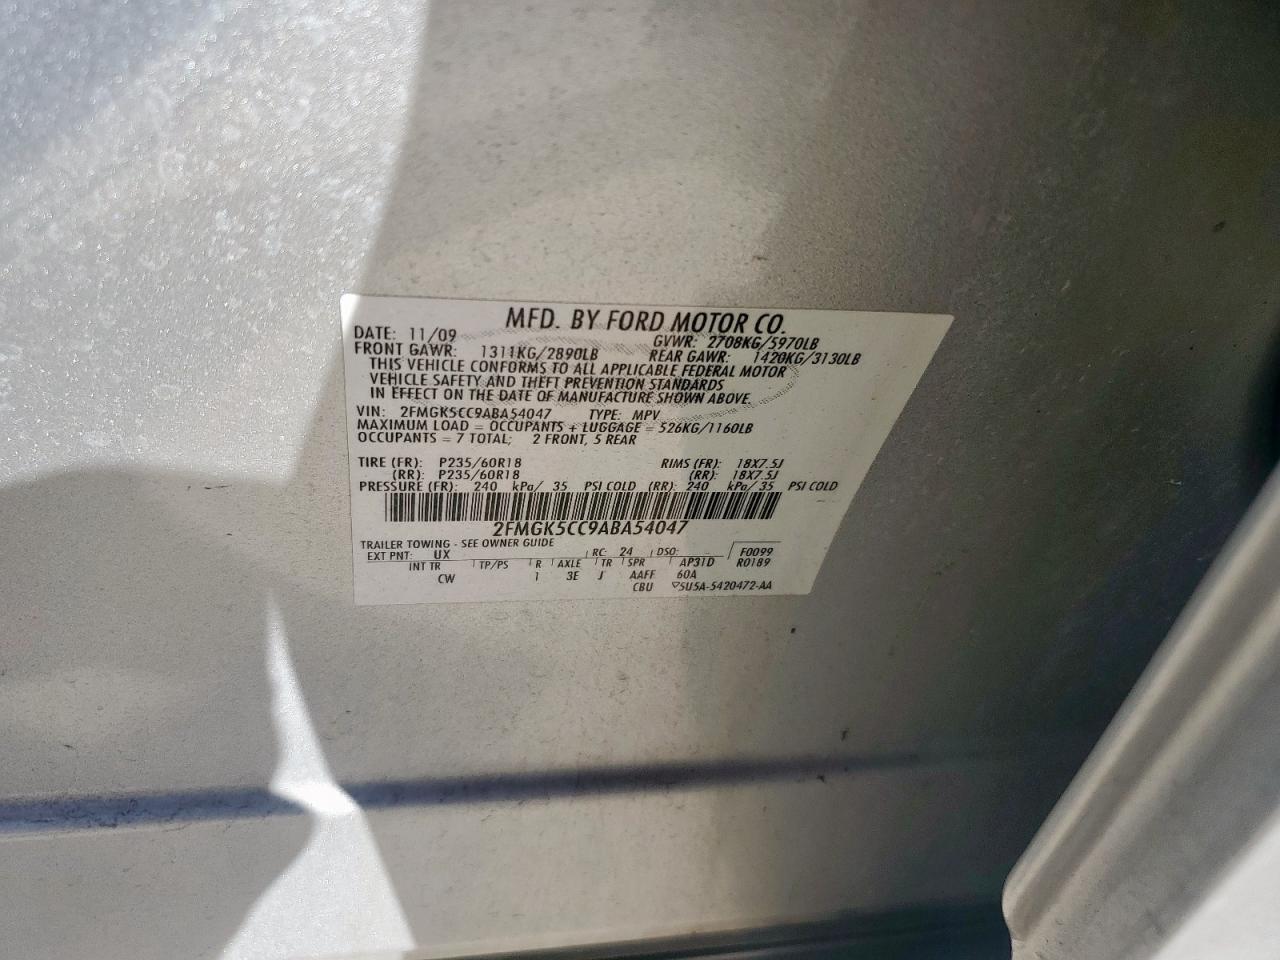 MFD. BY FORD MOTOR CO.
DATE: 11/09 GVWR: 2708KG/5970LB
FRONT GAWR: 1311KG/2890LB REAR GAWR: 1420KG/3130LB
THIS VEHICLE CONFORMS TO ALL APPLICABLE FEDERAL MOTOR
VEHICLE SAFETY AND THEFT PREVENTION STANDARDS
IN EFFECT ON THE DATE OF MANUFACTURE SHOWN ABOVE.
VIN: 2FMGK5CC9ABA54047 TYPE: MPV
MAXIMUM LOAD = OCCUPANTS + LUGGAGE = 526KG/1160LB
OCCUPANTS = 7 TOTAL; 2 FRONT, 5 REAR
TIRE (FR): P235/60R18 RIMS (FR): 18X7.5J
(RR): P235/60R18 (RR): 18X7.5J
PRESSURE (FR): 240 kPa/ 35 PSI COLD (RR): 240 kPa/ 35 PSI COLD
2FMGK5CC9ABA54047
TRAILER TOWING - SEE OWNER GUIDE
EXT PNT: UX RC: 24 DSO: F0099
INT TR TP/PS R AXLE TR SPR AP31D R0189
CW 1 3E J AAFF 60A
CBU 5U5A-5420472-AA